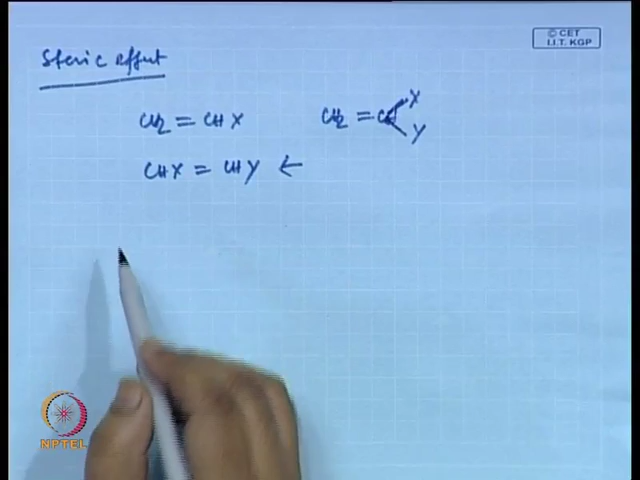 © CET
I.I.T. KGP
Steric effect
CH2 = CHX
CH2 = C
X
Y
CHX = CHY ←
NPTEL